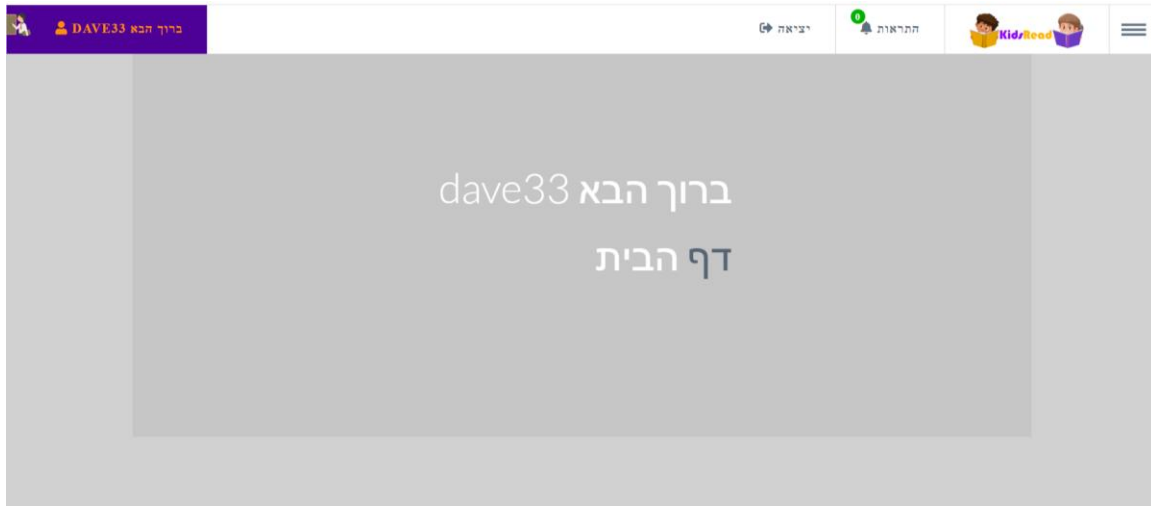 KidsRead
התראות 0
יציאה
ברוך הבא DAVE33
ברוך הבא dave33
דף הבית